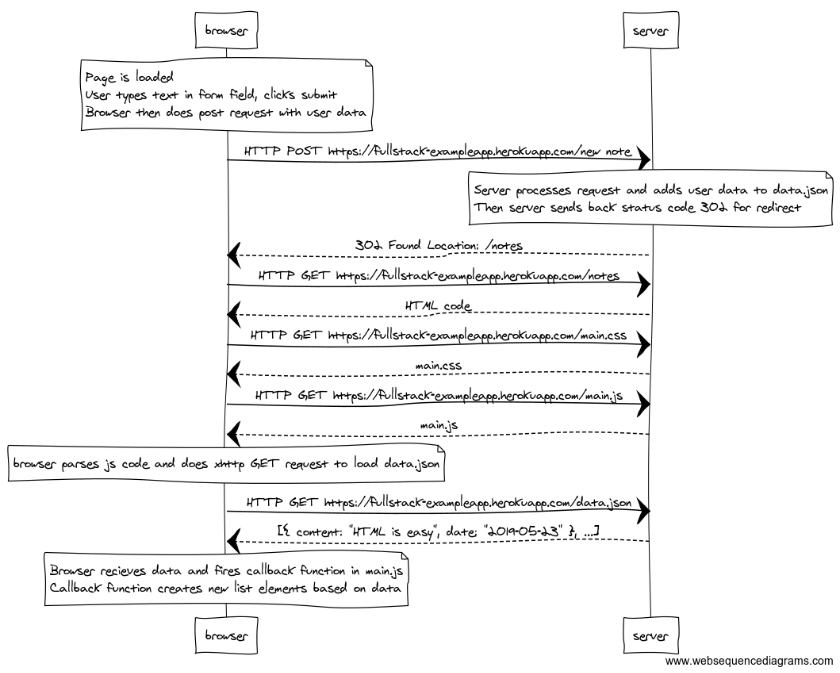 browser
server
Page is loaded
User types text in form field, clicks submit
Browser then does post request with user data
HTTP POST https://fullstack-exampleapp.herokuapp.com/new note
Server processes request and adds user data to data.json
Then server sends back status code 302 for redirect
302 Found Location: /notes
HTTP GET https://fullstack-exampleapp.herokuapp.com/notes
HTML code
HTTP GET https://fullstack-exampleapp.herokuapp.com/main.css
main.css
HTTP GET https://fullstack-exampleapp.herokuapp.com/main.js
main.js
browser parses js code and does xhttp GET request to load data.json
HTTP GET https://fullstack-exampleapp.herokuapp.com/data.json
[{ content: "HTML is easy", date: "2019-05-23" }, ...]
Browser recieves data and fires callback function in main.js
Callback function creates new list elements based on data
browser
server
www.websequencediagrams.com